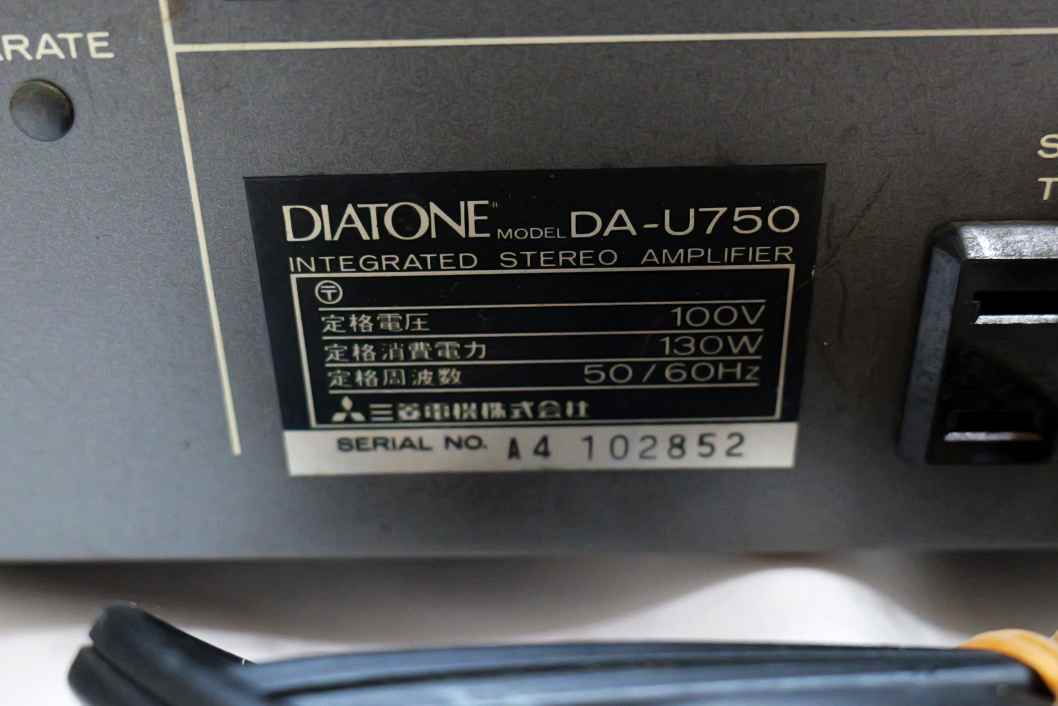 DIATONE MODEL DA-U750
INTEGRATED STEREO AMPLIFIER
〒
定格電圧 100V
定格消費電力 130W
定格周波数 50/60Hz
三菱電機株式会社
SERIAL NO. A4 102852